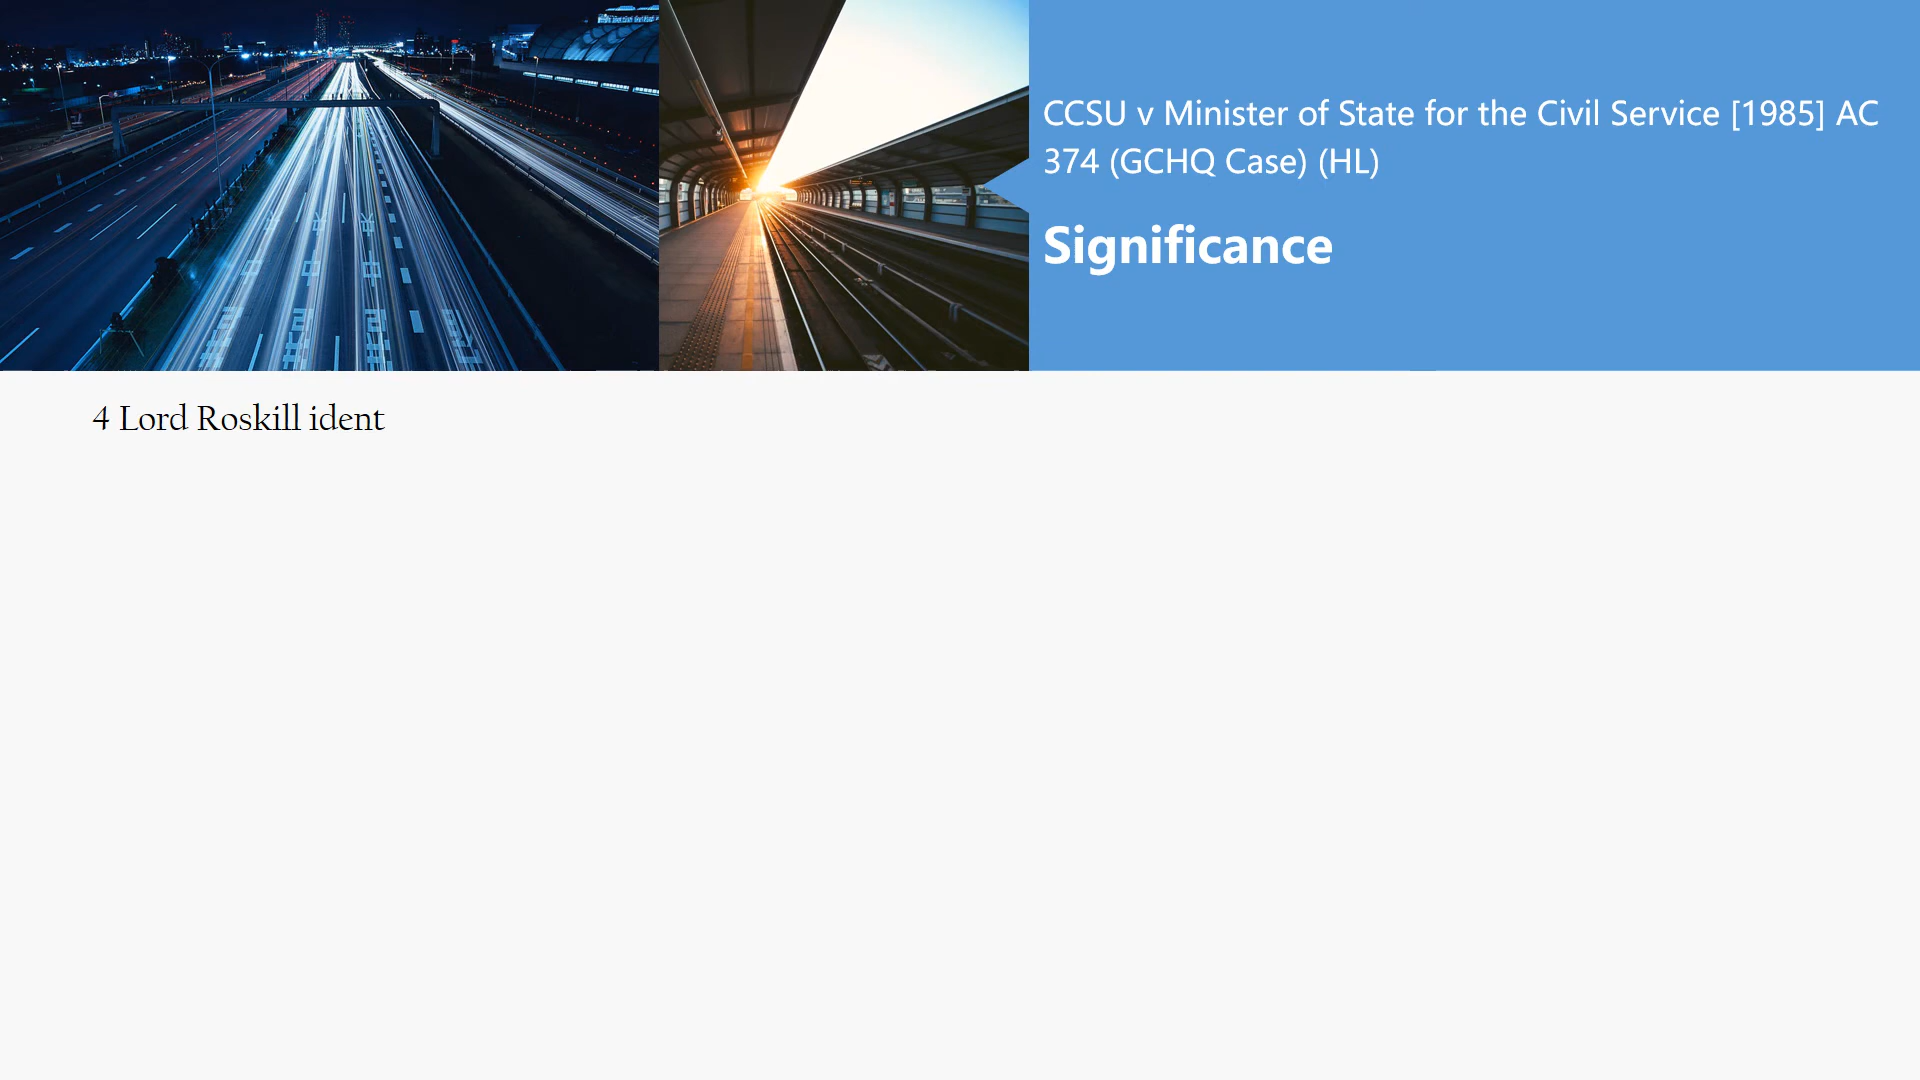 CCSU v Minister of State for the Civil Service [1985] AC
374 (GCHQ Case) (HL)
Significance
4 Lord Roskill ident